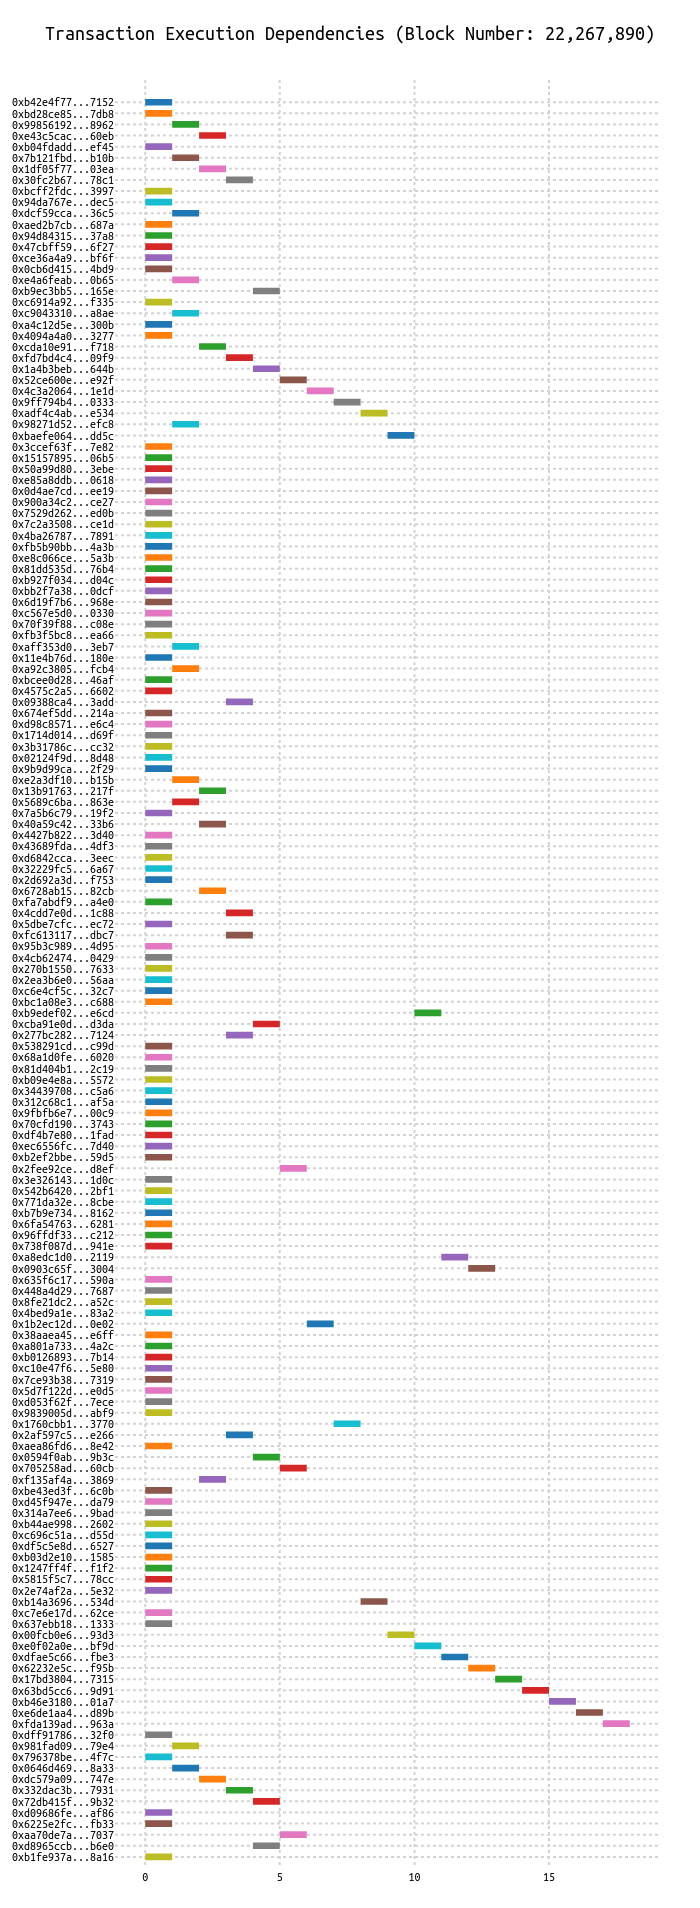 Transaction Execution Dependencies (Block Number: 22,267,890)
0xb42e4f77...7152
0xbd28ce85...7db8
0x99856192...8962
0xe43c5cac...60eb
0xb04fdadd...ef45
0x7b121fbd...b10b
0x1df05f77...03ea
0x30fc2b67...78c1
0xbcff2fdc...3997
0x94da767e...dec5
0xdcf59cca...36c5
0xaed2b7cb...687a
0x94d84315...37a8
0x47cbff59...6f27
0xce36a4a9...bf6f
0x0cb6d415...4bd9
0xe4a6feab...0b65
0xb9ec3bb5...165e
0xc6914a92...f335
0xc9043310...a8ae
0xa4c12d5e...300b
0x4094a4a0...3277
0xcda10e91...f718
0xfd7bd4c4...09f9
0x1a4b3beb...644b
0x52ce600e...e92f
0x4c3a2064...1e1d
0x9ff794b4...0333
0xadf4c4ab...e534
0x98271d52...efc8
0xbaefe064...dd5c
0x3ccef63f...7e82
0x15157895...06b5
0x50a99d80...3ebe
0xe85a8ddb...0618
0x0d4ae7cd...ee19
0x900a34c2...ce27
0x7529d262...ed0b
0x7c2a3508...ce1d
0x4ba26787...7891
0xfb5b90bb...4a3b
0xe8c066ce...5a3b
0x81dd535d...76b4
0xb927f034...d04c
0xbb2f7a38...0dcf
0x6d19f7b6...968e
0xc567e5d0...0330
0x70f39f88...c08e
0xfb3f5bc8...ea66
0xaff353d0...3eb7
0x11e4b76d...180e
0xa92c3805...fcb4
0xbcee0d28...46af
0x4575c2a5...6602
0x09388ca4...3add
0x674ef5dd...214a
0xd98c8571...e6c4
0x1714d014...d69f
0x3b31786c...cc32
0x02124f9d...8d48
0x9b9d99ca...2f29
0xe2a3df10...b15b
0x13b91763...217f
0x5689c6ba...863e
0x7a5b6c79...19f2
0x40a59c42...33b6
0x4427b822...3d40
0x43689fda...4df3
0xd6842cca...3eec
0x32229fc5...6a67
0x2d692a3d...f753
0x6728ab15...82cb
0xfa7abdf9...a4e0
0x4cdd7e0d...1c88
0x5dbe7cfc...ec72
0xfc613117...dbc7
0x95b3c989...4d95
0x4cb62474...0429
0x270b1550...7633
0x2ea3b6e0...56aa
0xc6e4cf5c...32c7
0xbc1a08e3...c688
0xb9edef02...e6cd
0xcba91e0d...d3da
0x277bc282...7124
0x538291cd...c99d
0x68a1d0fe...6020
0x81d404b1...2c19
0xb09e4e8a...5572
0x34439708...c5a6
0x312c68c1...af5a
0x9fbfb6e7...00c9
0x70cfd190...3743
0xdf4b7e80...1fad
0xec6556fc...7d40
0xb2ef2bbe...59d5
0x2fee92ce...d8ef
0x3e326143...1d0c
0x542b6420...2bf1
0x771da32e...8cbe
0xb7b9e734...8162
0x6fa54763...6281
0x96ffdf33...c212
0x738f087d...941e
0xa8edc1d0...2119
0x0903c65f...3004
0x635f6c17...590a
0x448a4d29...7687
0x8fe21dc2...a52c
0x4bed9a1e...83a2
0x1b2ec12d...0e02
0x38aaea45...e6ff
0xa801a733...4a2c
0xb0126893...7b14
0xc10e47f6...5e80
0x7ce93b38...7319
0x5d7f122d...e0d5
0xd053f62f...7ece
0x9839005d...abf9
0x1760cbb1...3770
0x2af597c5...e266
0xaea86fd6...8e42
0x0594f0ab...9b3c
0x705258ad...60cb
0xf135af4a...3869
0xbe43ed3f...6c0b
0xd45f947e...da79
0x314a7ee6...9bad
0xb44ae998...2602
0xc696c51a...d55d
0xdf5c5e8d...6527
0xb03d2e10...1585
0x1247ff4f...f1f2
0x5815f5c7...78cc
0x2e74af2a...5e32
0xb14a3696...534d
0xc7e6e17d...62ce
0x637ebb18...1333
0x00fcb0e6...93d3
0xe0f02a0e...bf9d
0xdfae5c66...fbe3
0x62232e5c...f95b
0x17bd3804...7315
0x63bd5cc6...9d91
0xb46e3180...01a7
0xe6de1aa4...d89b
0xfda139ad...963a
0xdff91786...32f0
0x981fad09...79e4
0x796378be...4f7c
0x0646d469...8a33
0xdc579a09...747e
0x332dac3b...7931
0x72db415f...9b32
0xd09686fe...af86
0x6225e2fc...fb33
0xaa70de7a...7037
0xd8965ccb...b6e0
0xb1fe937a...8a16
0 5 10 15